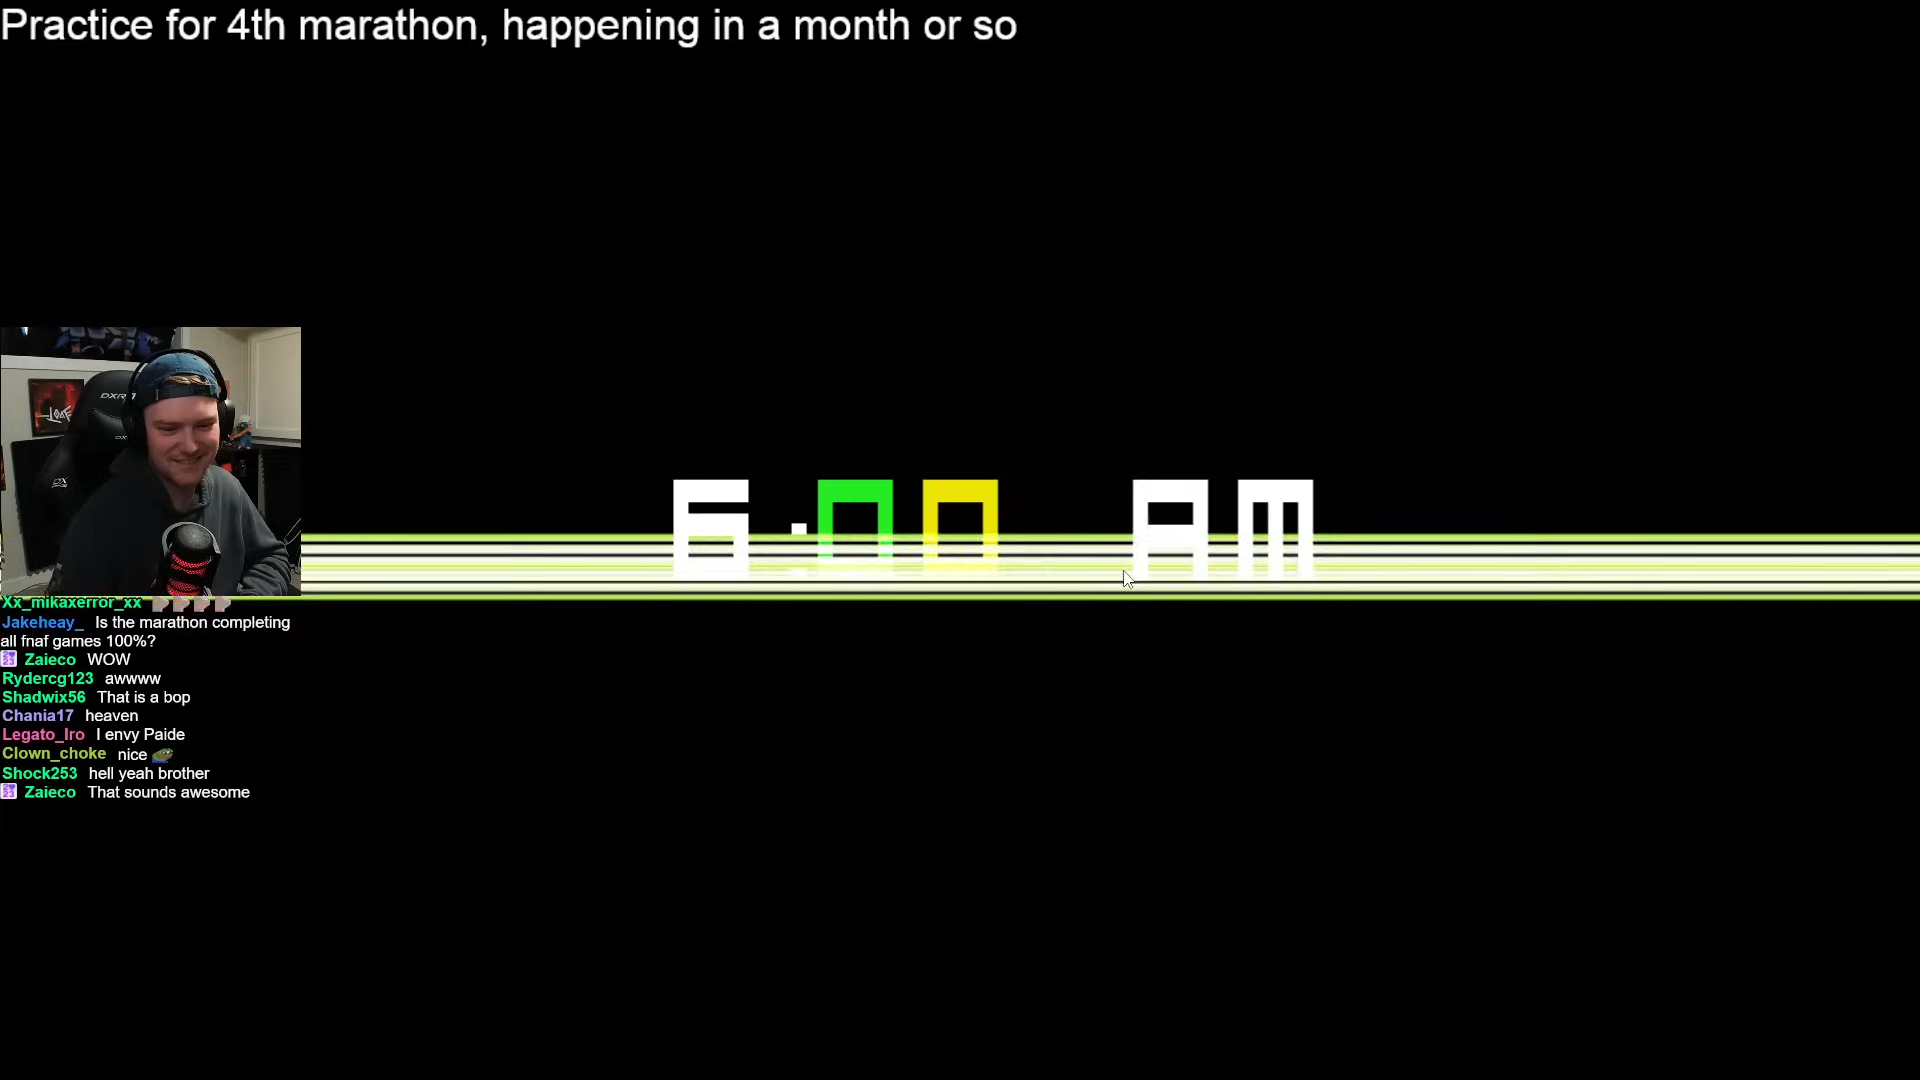 Practice for 4th marathon, happening in a month or so
DXR
DX
6:00 AM
Xx_mikaxerror_xx
Jakeheay_ Is the marathon completing
all fnaf games 100%?
Zaieco WOW
Rydercg123 awwww
Shadwix56 That is a bop
Chania17 heaven
Legato_Iro I envy Paide
Clown_choke nice
Shock253 hell yeah brother
Zaieco That sounds awesome